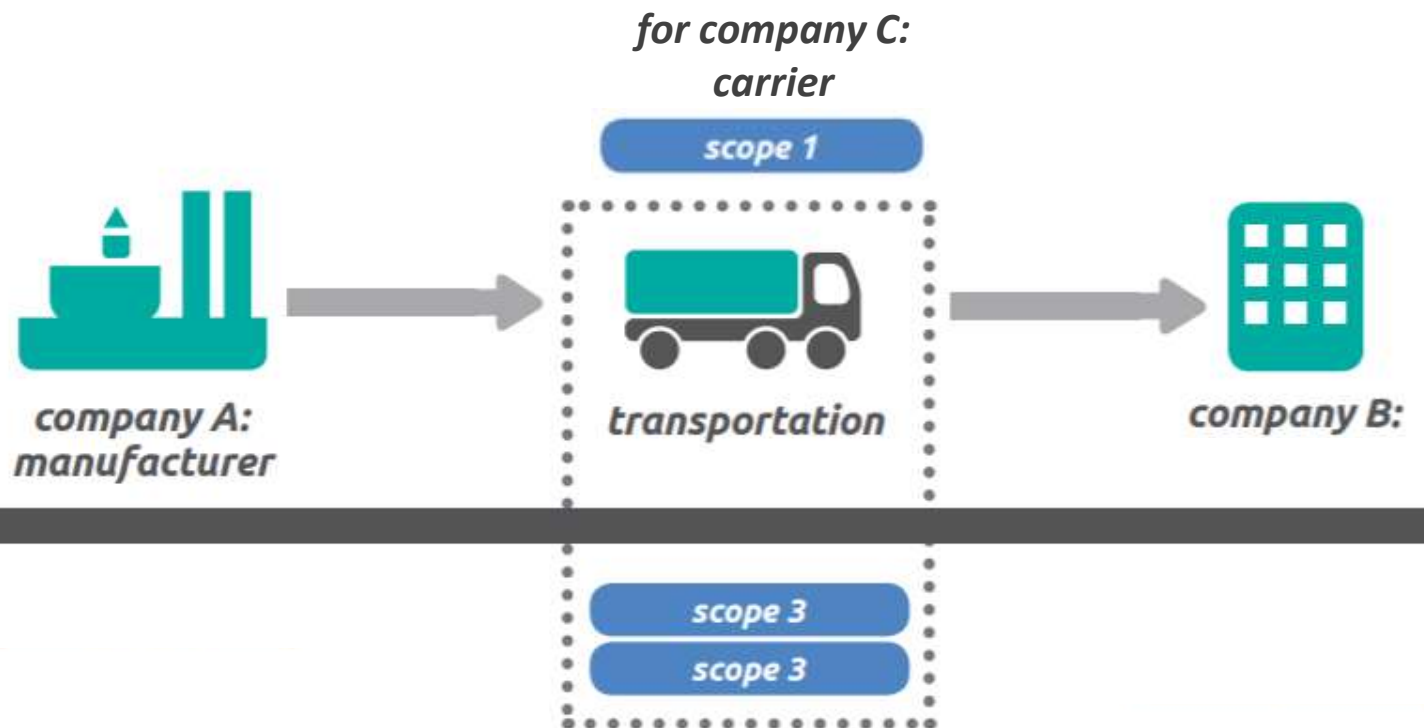 for company C:
carrier
scope 1
company A:
manufacturer
transportation
company B:
scope 3
scope 3